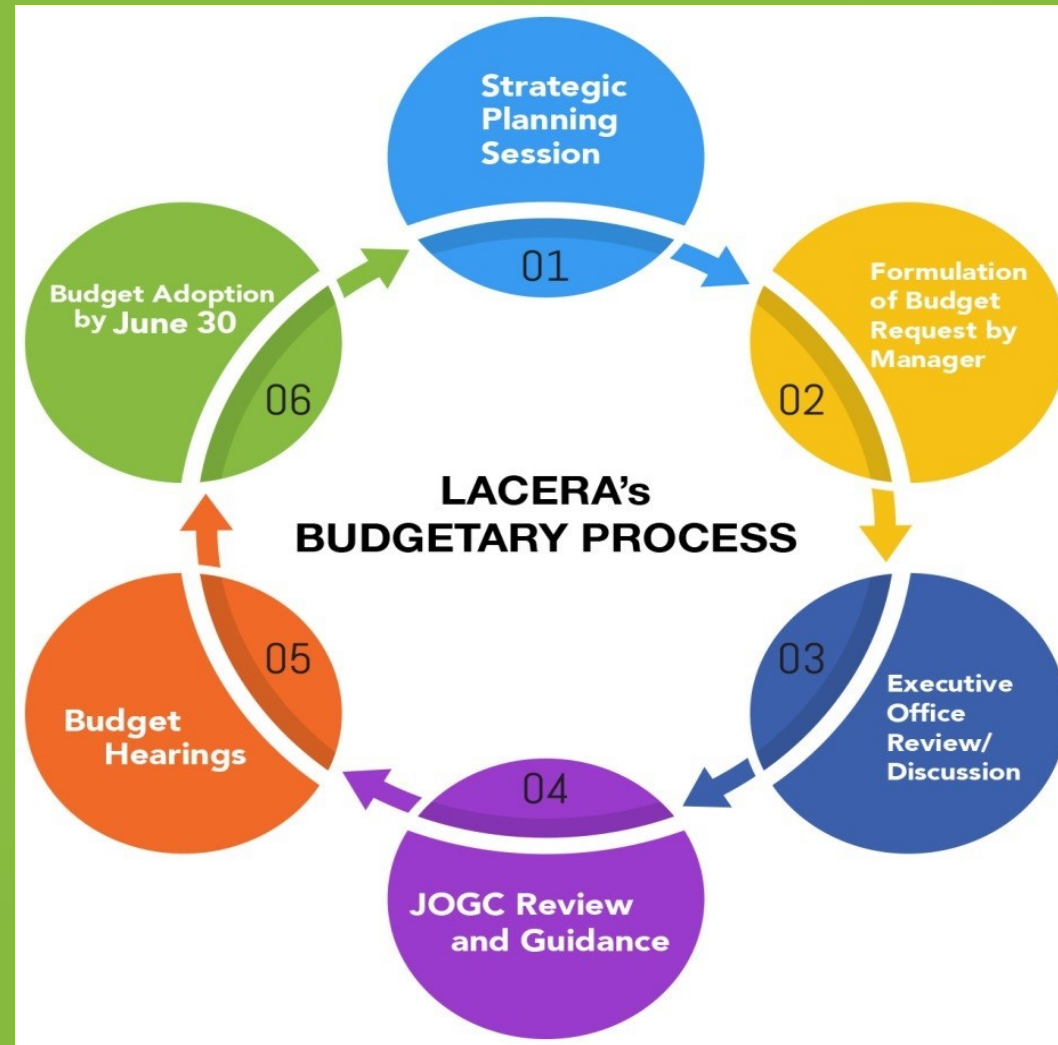 Strategic
Planning
Session
01
Formulation
of Budget
Request by
Manager
02
Executive
Office
Review/
Discussion
03
JOGC Review
and Guidance
04
Budget
Hearings
05
Budget Adoption
by June 30
06
LACERA's
BUDGETARY PROCESS